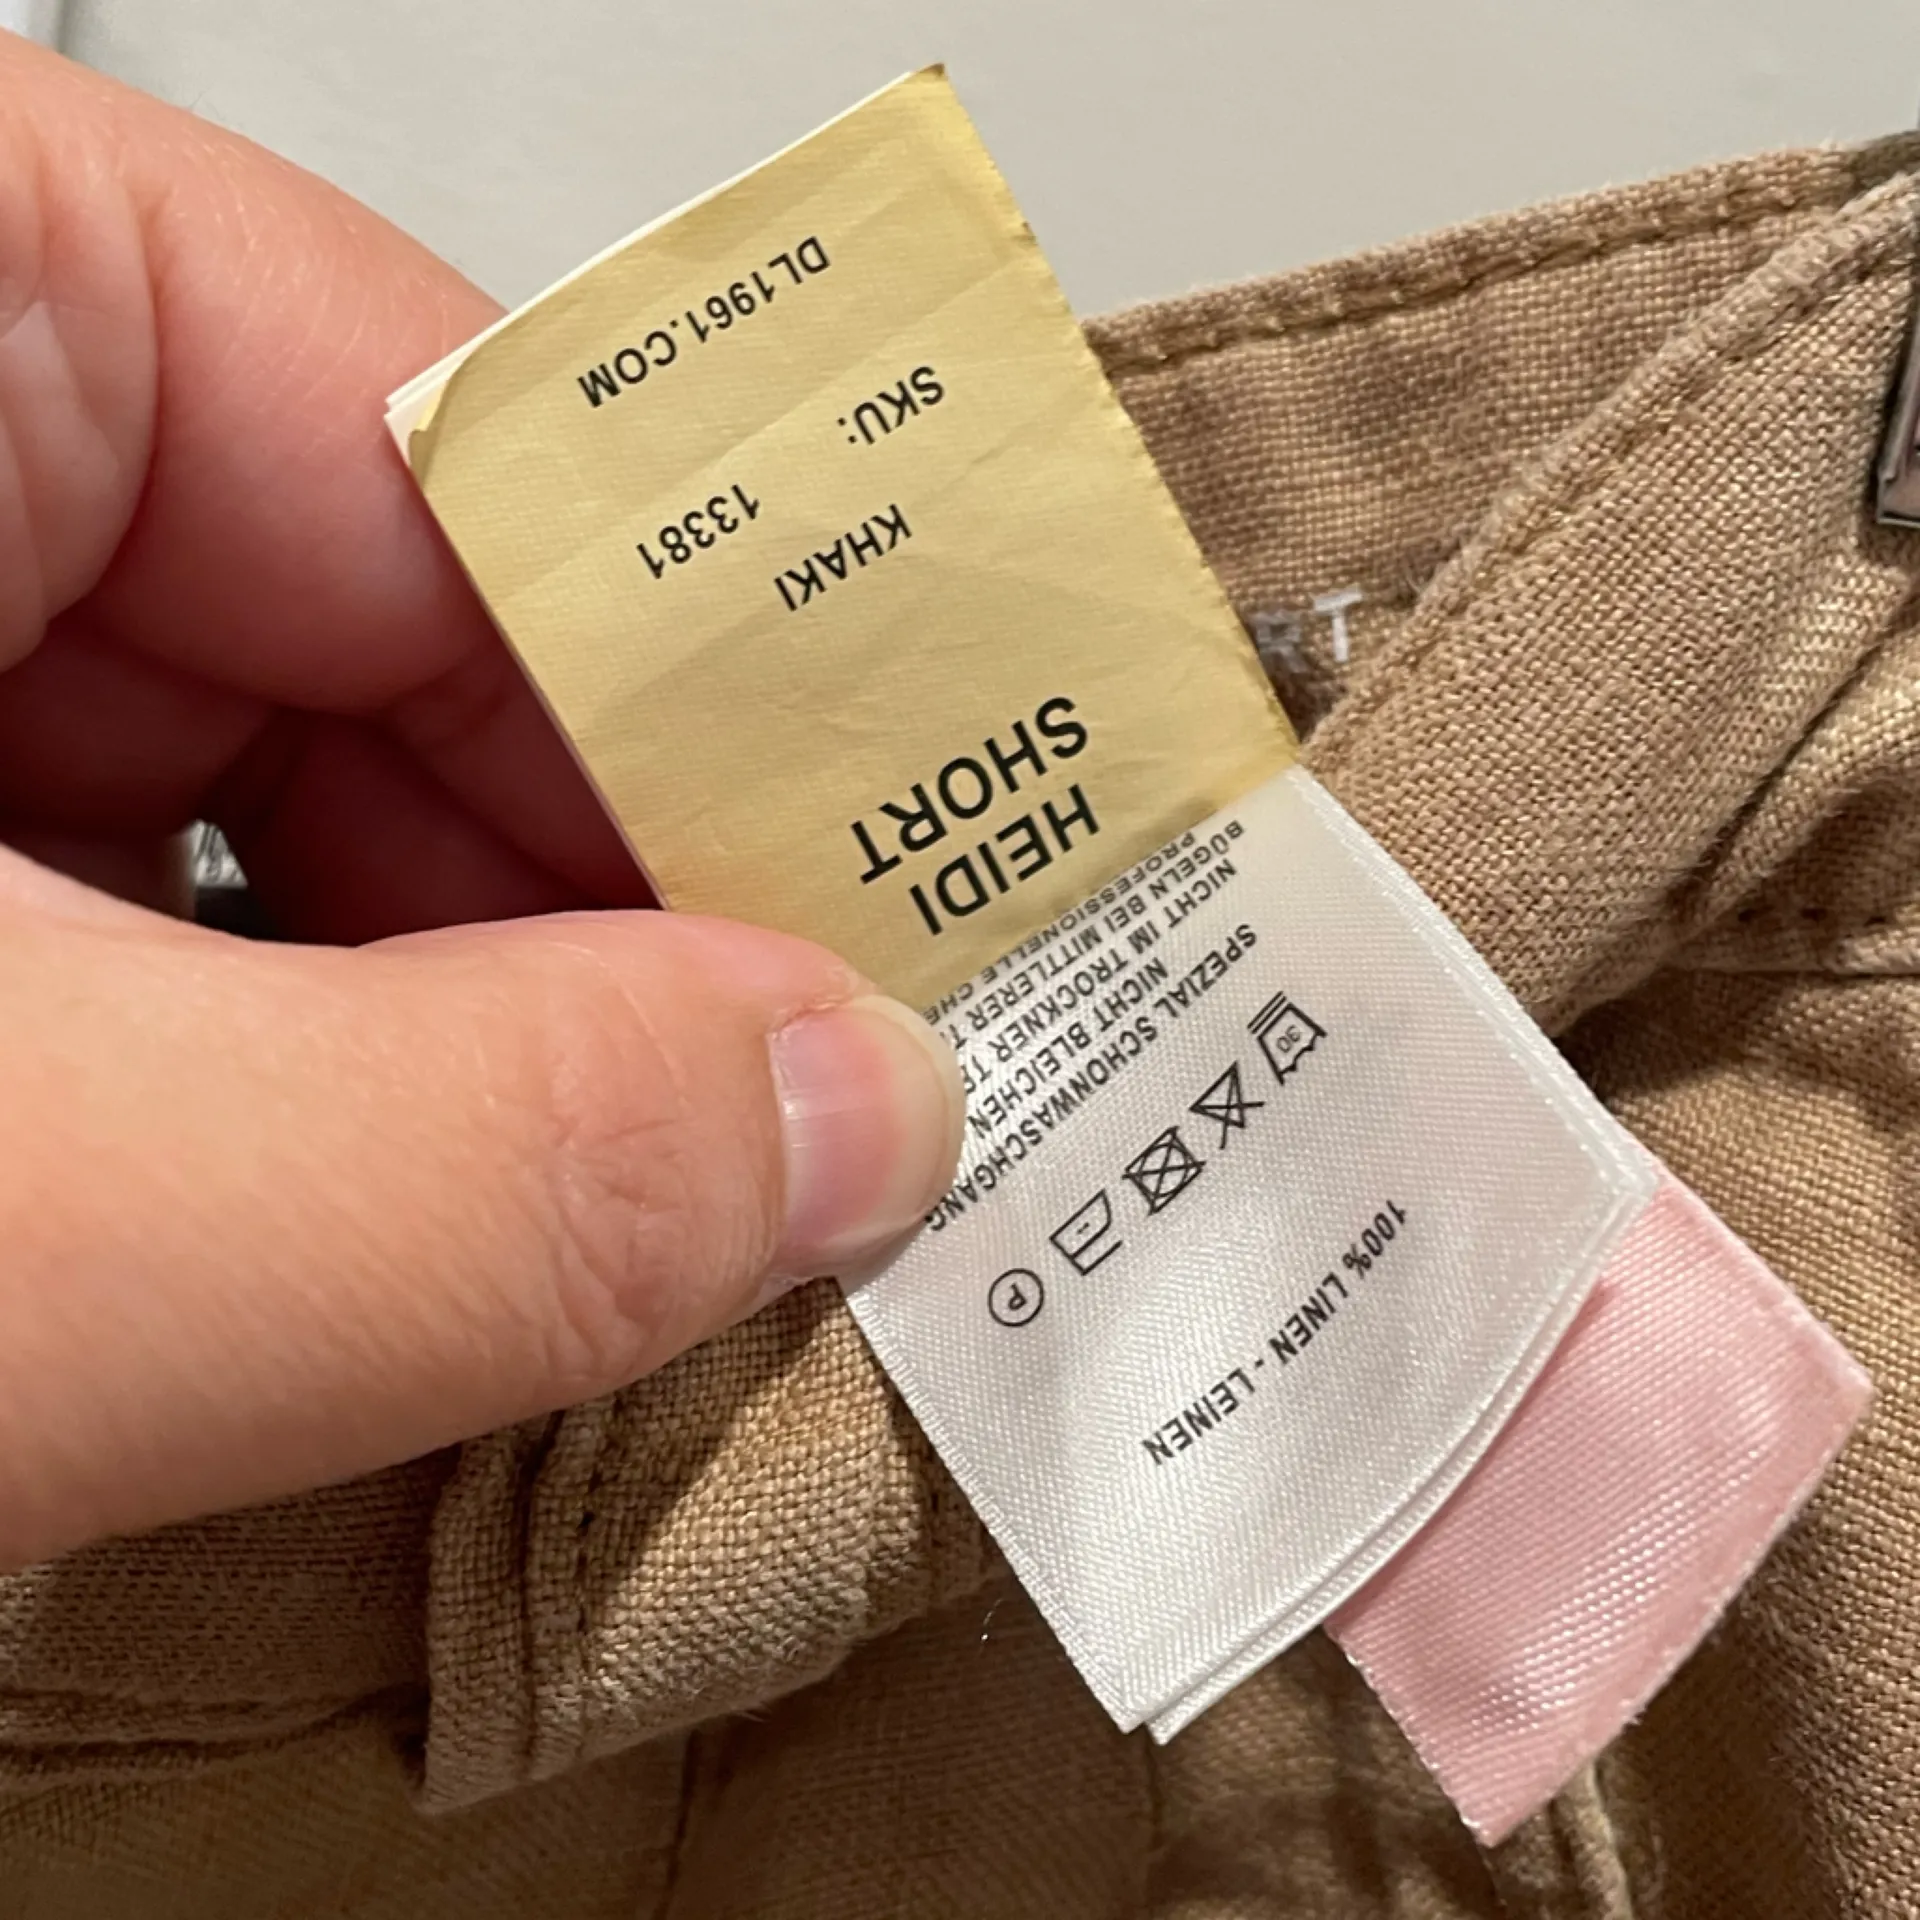 100% LINEN - LEINEN
30 P
SPEZIAL SCHONWASCHGANG
NICHT BLEICHEN
NICHT IM TROCKNER
BÜGELN BEI MITTLERER
PROFESSIONELLE
HEIDI
SHORT
KHAKI
SKU: 13381
DL1961.COM
RT